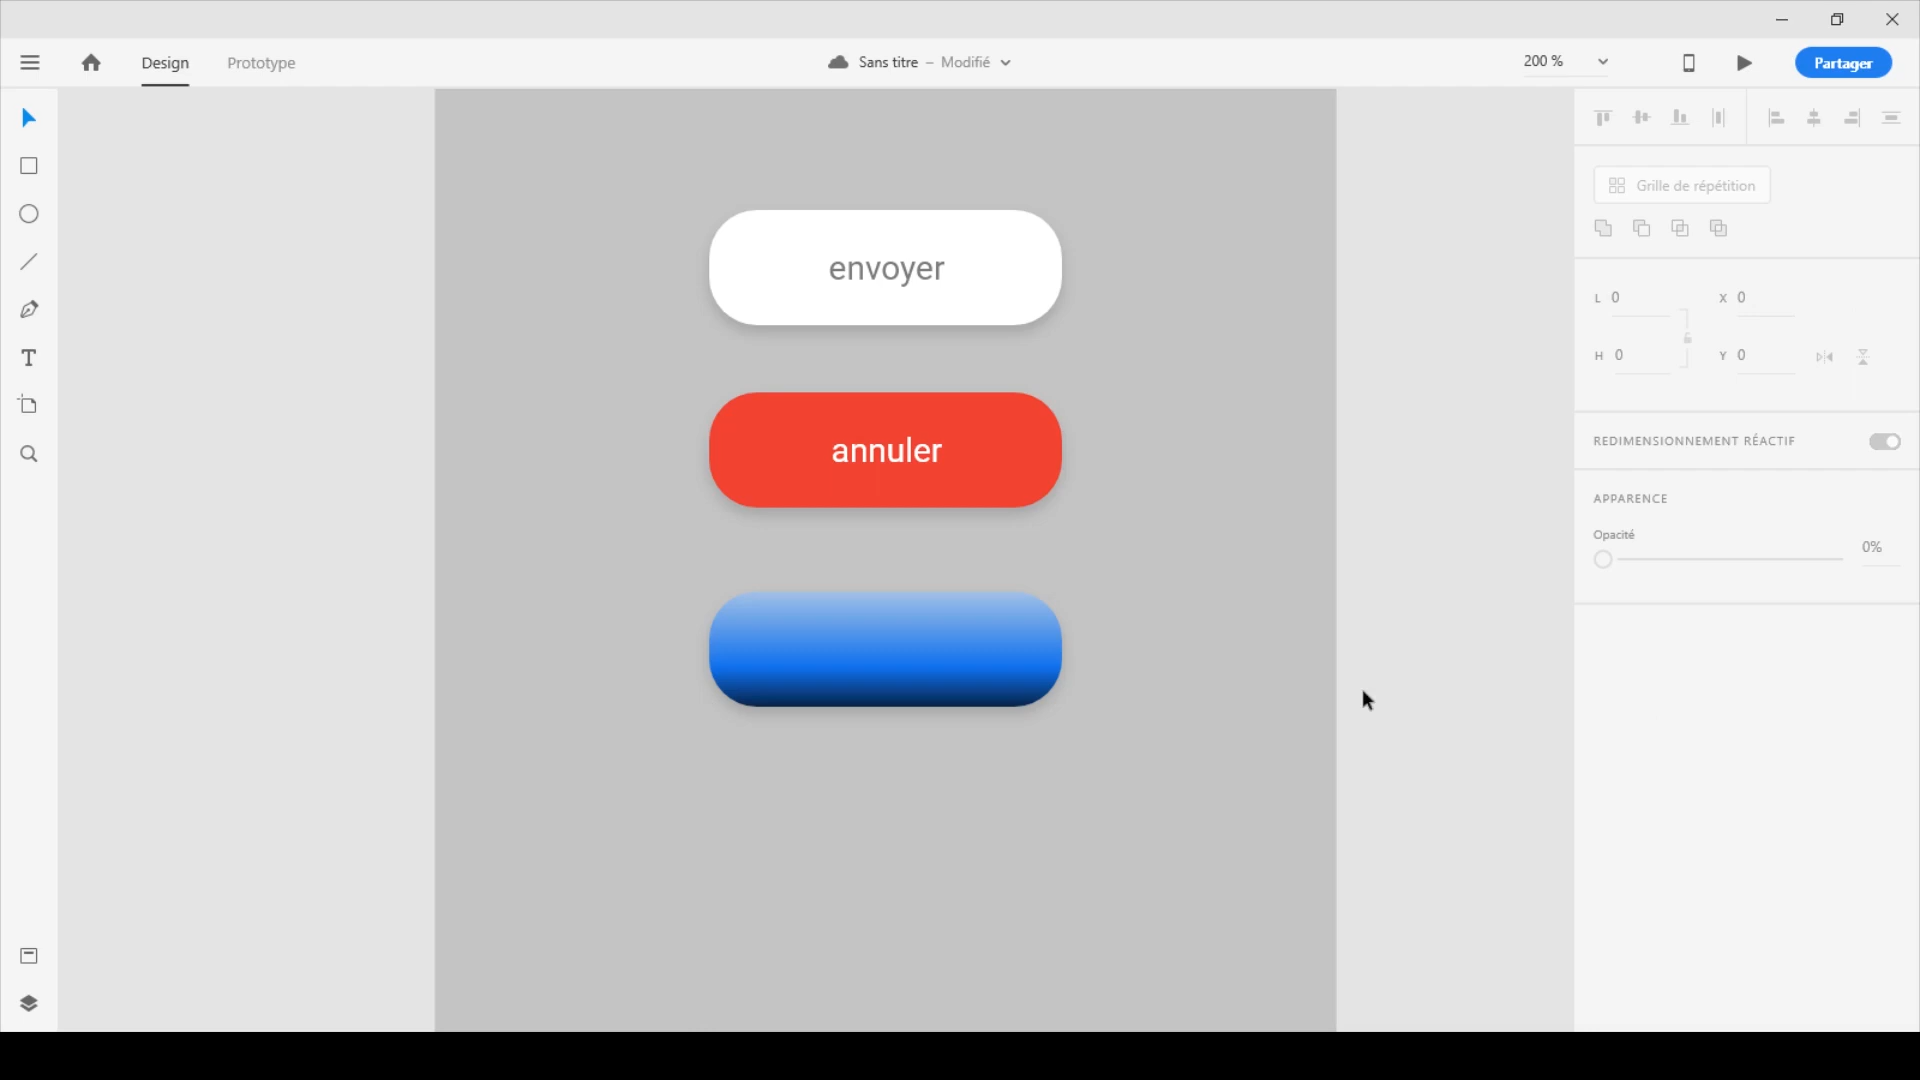 Design
Prototype
Sans titre – Modifié
200 %
Partager
Grille de répétition
L 0
X 0
H 0
Y 0
REDIMENSIONNEMENT RÉACTIF
APPARENCE
Opacité
0%
envoyer
annuler